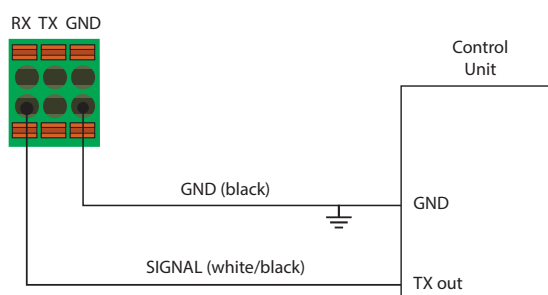 RX TX GND
Control
Unit
GND (black)
GND
SIGNAL (white/black)
TX out